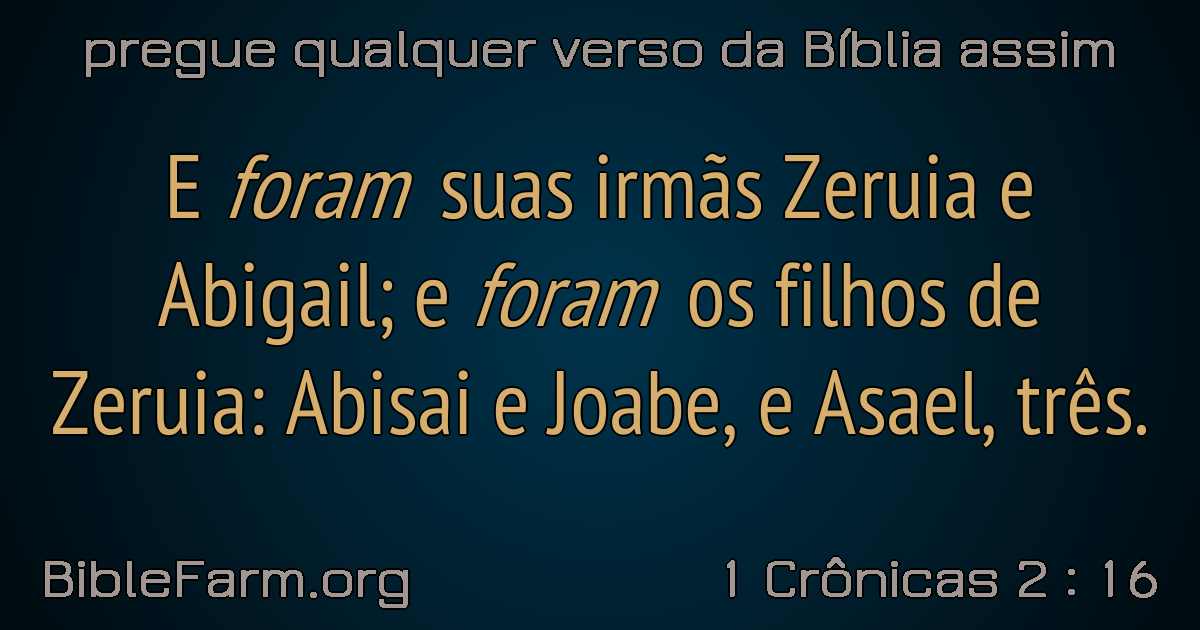 pregue qualquer verso da Bíblia assim
E foram suas irmãs Zeruia e
Abigail; e foram os filhos de
Zeruia: Abisai e Joabe, e Asael, três.
BibleFarm.org
1 Crônicas 2 : 16